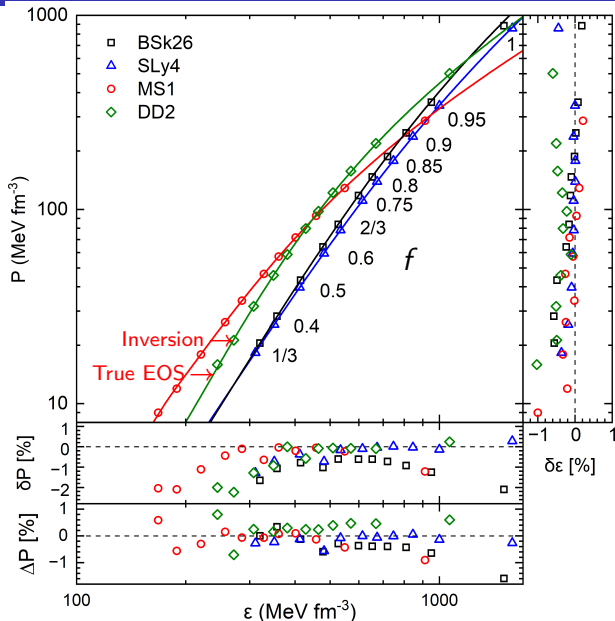 1000
BSk26
SLy4
MS1
DD2
1
0.95
0.9
0.85
0.8
0.75
2/3
0.6
0.5
0.4
1/3
f
Inversion
True EOS
P (MeV fm⁻³)
100
10
−1 0 1
δε [%]
δP [%]
1
0
−1
−2
ΔP [%]
1
0
−1
100
1000
ε (MeV fm⁻³)